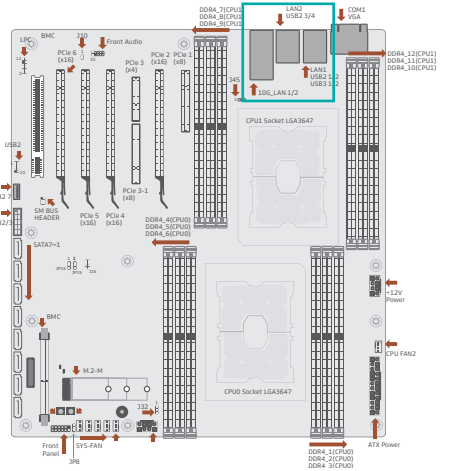 DDR4_7(CPU1)
DDR4_8(CPU1)
DDR4_9(CPU1)
LAN2
USB2 3/4
COM1
VGA
LPC
BMC
J10
Front Audio
PCIe 6
(x16)
PCIe 3
(x4)
PCIe 2
(x16)
PCIe 1
(x8)
J45
10G_LAN 1/2
LAN1
USB2 1/2
USB3 1/2
DDR4_12(CPU1)
DDR4_11(CPU1)
DDR4_10(CPU1)
CPU1 Socket LGA3647
USB2
SM BUS
HEADER
PCIe 5
(x16)
PCIe 4
(x16)
PCIe 3-1
(x8)
DDR4_4(CPU0)
DDR4_5(CPU0)
DDR4_6(CPU0)
SATA7~1
+12V
Power
BMC
M.2-M
CPU FAN2
CPU0 Socket LGA3647
J32
Front
Panel
SYS-FAN
JPB
ATX Power
DDR4_1(CPU0)
DDR4_2(CPU0)
DDR4_3(CPU0)